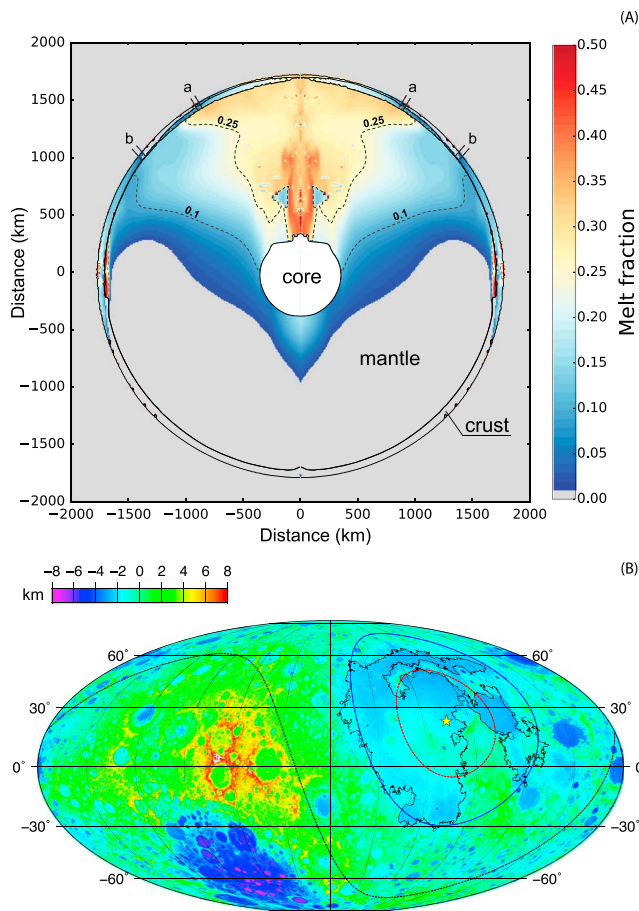 (A)
2000
1500
1000
500
0
−500
−1000
−1500
−2000
Distance (km)
−2000 −1500 −1000 −500 0 500 1000 1500 2000
Distance (km)
a a
b b
0.25 0.25
0.1 0.1
core
mantle
crust
0.50
0.45
0.40
0.35
0.30
0.25
0.20
0.15
0.10
0.05
0.00
Melt fraction
(B)
−8 −6 −4 −2 0 2 4 6 8
km
60° 60°
30° 30°
0° 0°
−30° −30°
−60° −60°